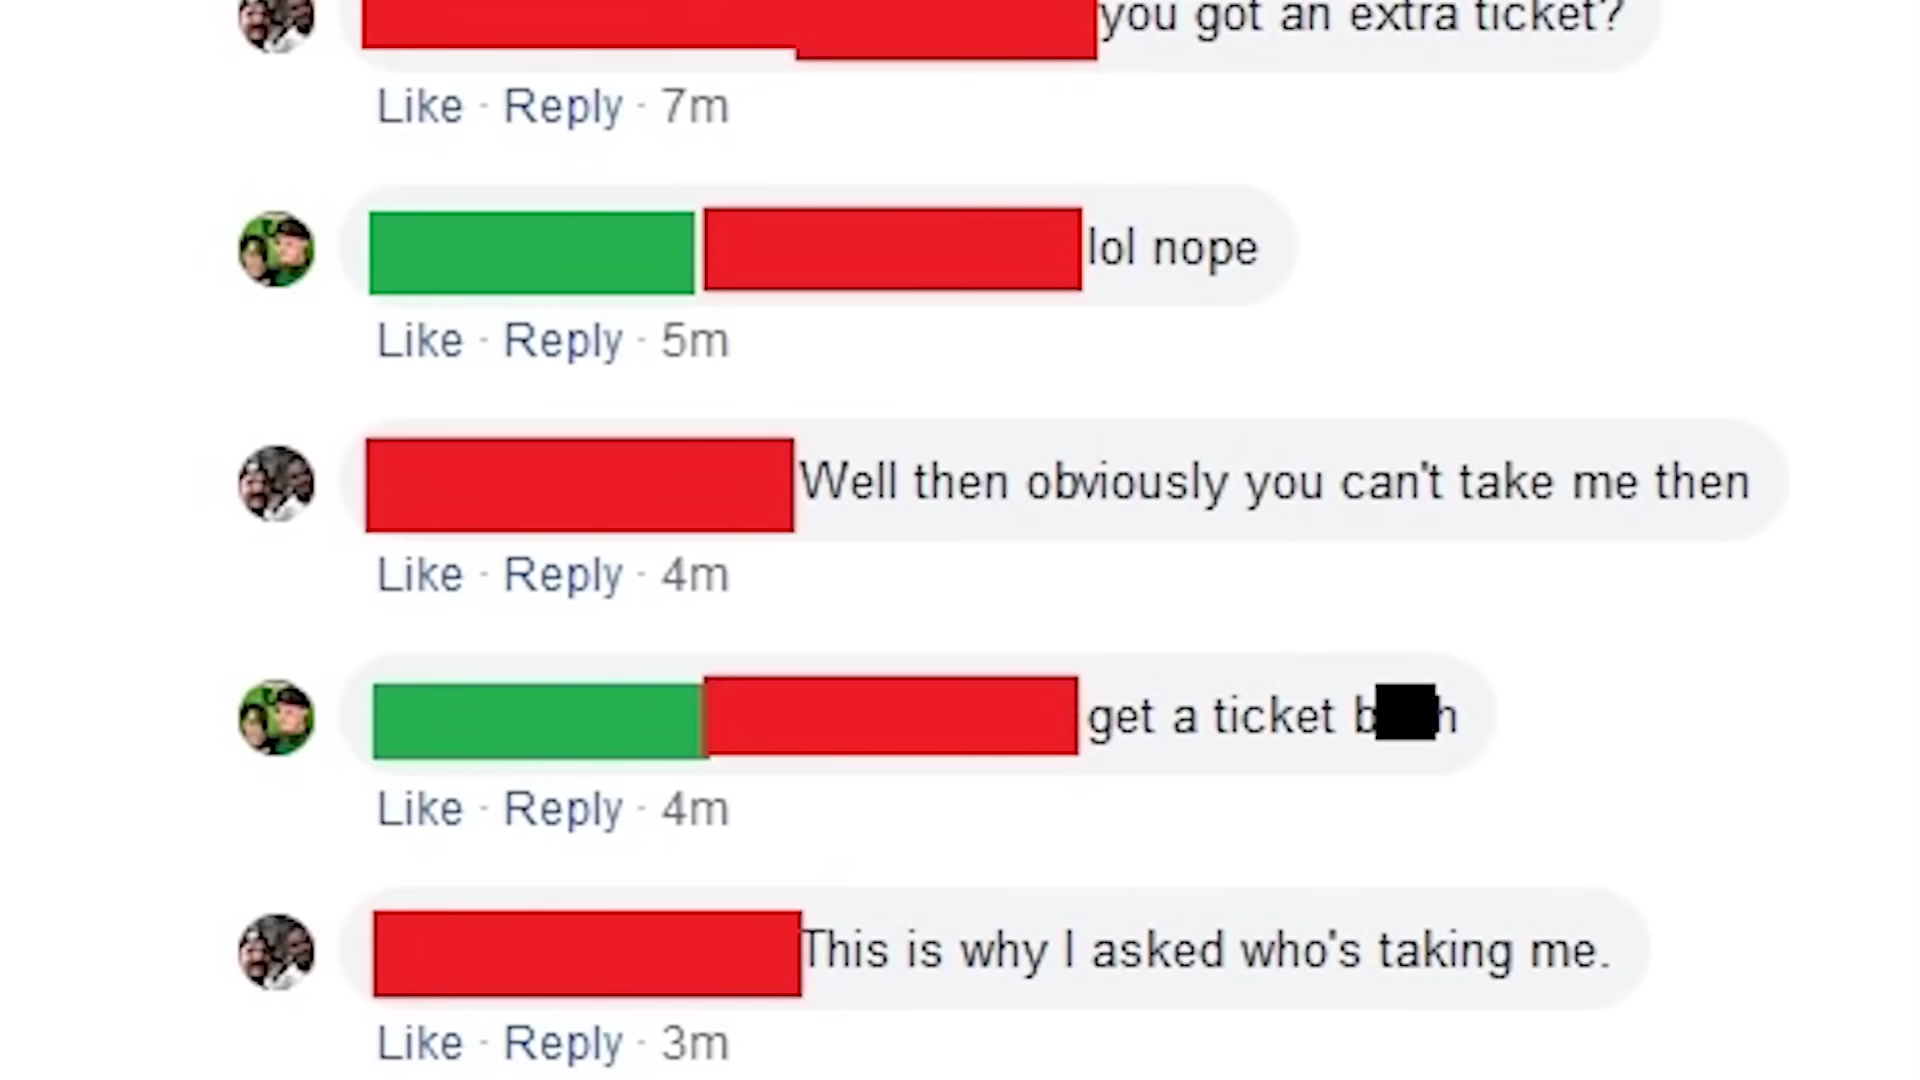 you got an extra ticket?
Like · Reply · 7m
lol nope
Like · Reply · 5m
Well then obviously you can't take me then
Like · Reply · 4m
get a ticket b h
Like · Reply · 4m
This is why I asked who's taking me.
Like · Reply · 3m